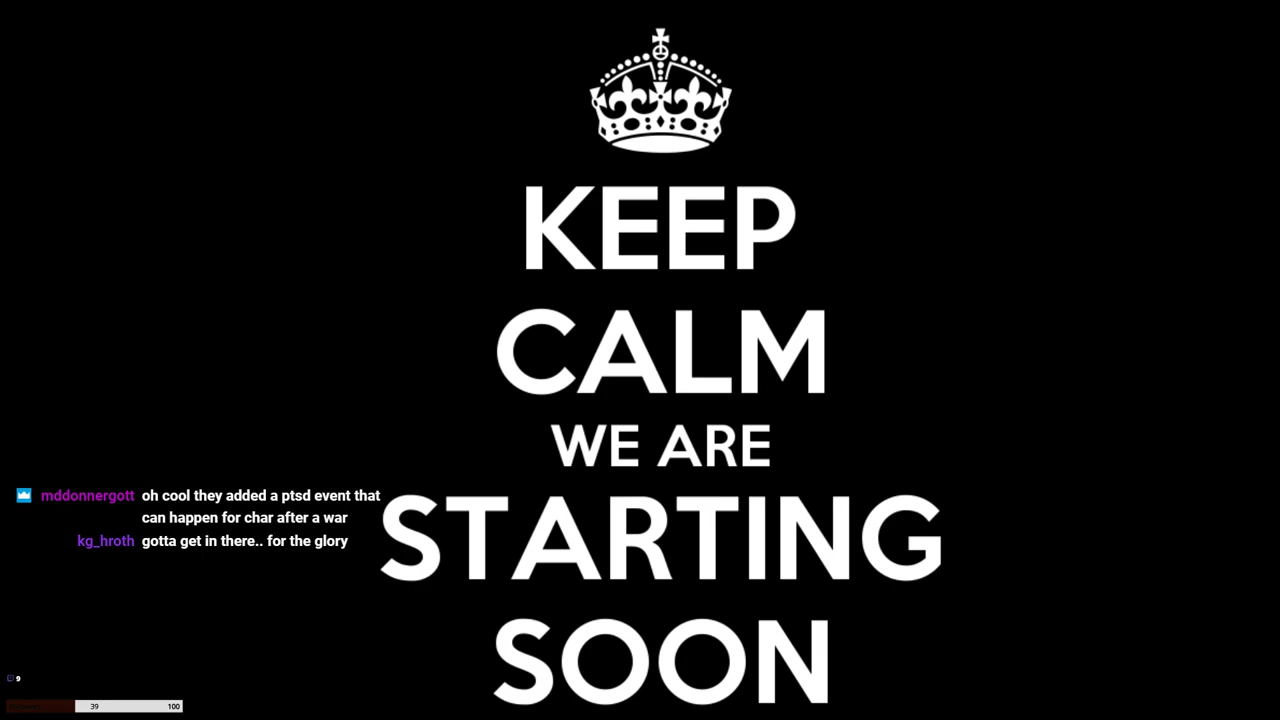 KEEP
CALM
WE ARE
STARTING
SOON
mddonnergott oh cool they added a ptsd event that
can happen for char after a war
kg_hroth gotta get in there.. for the glory
9
39 100